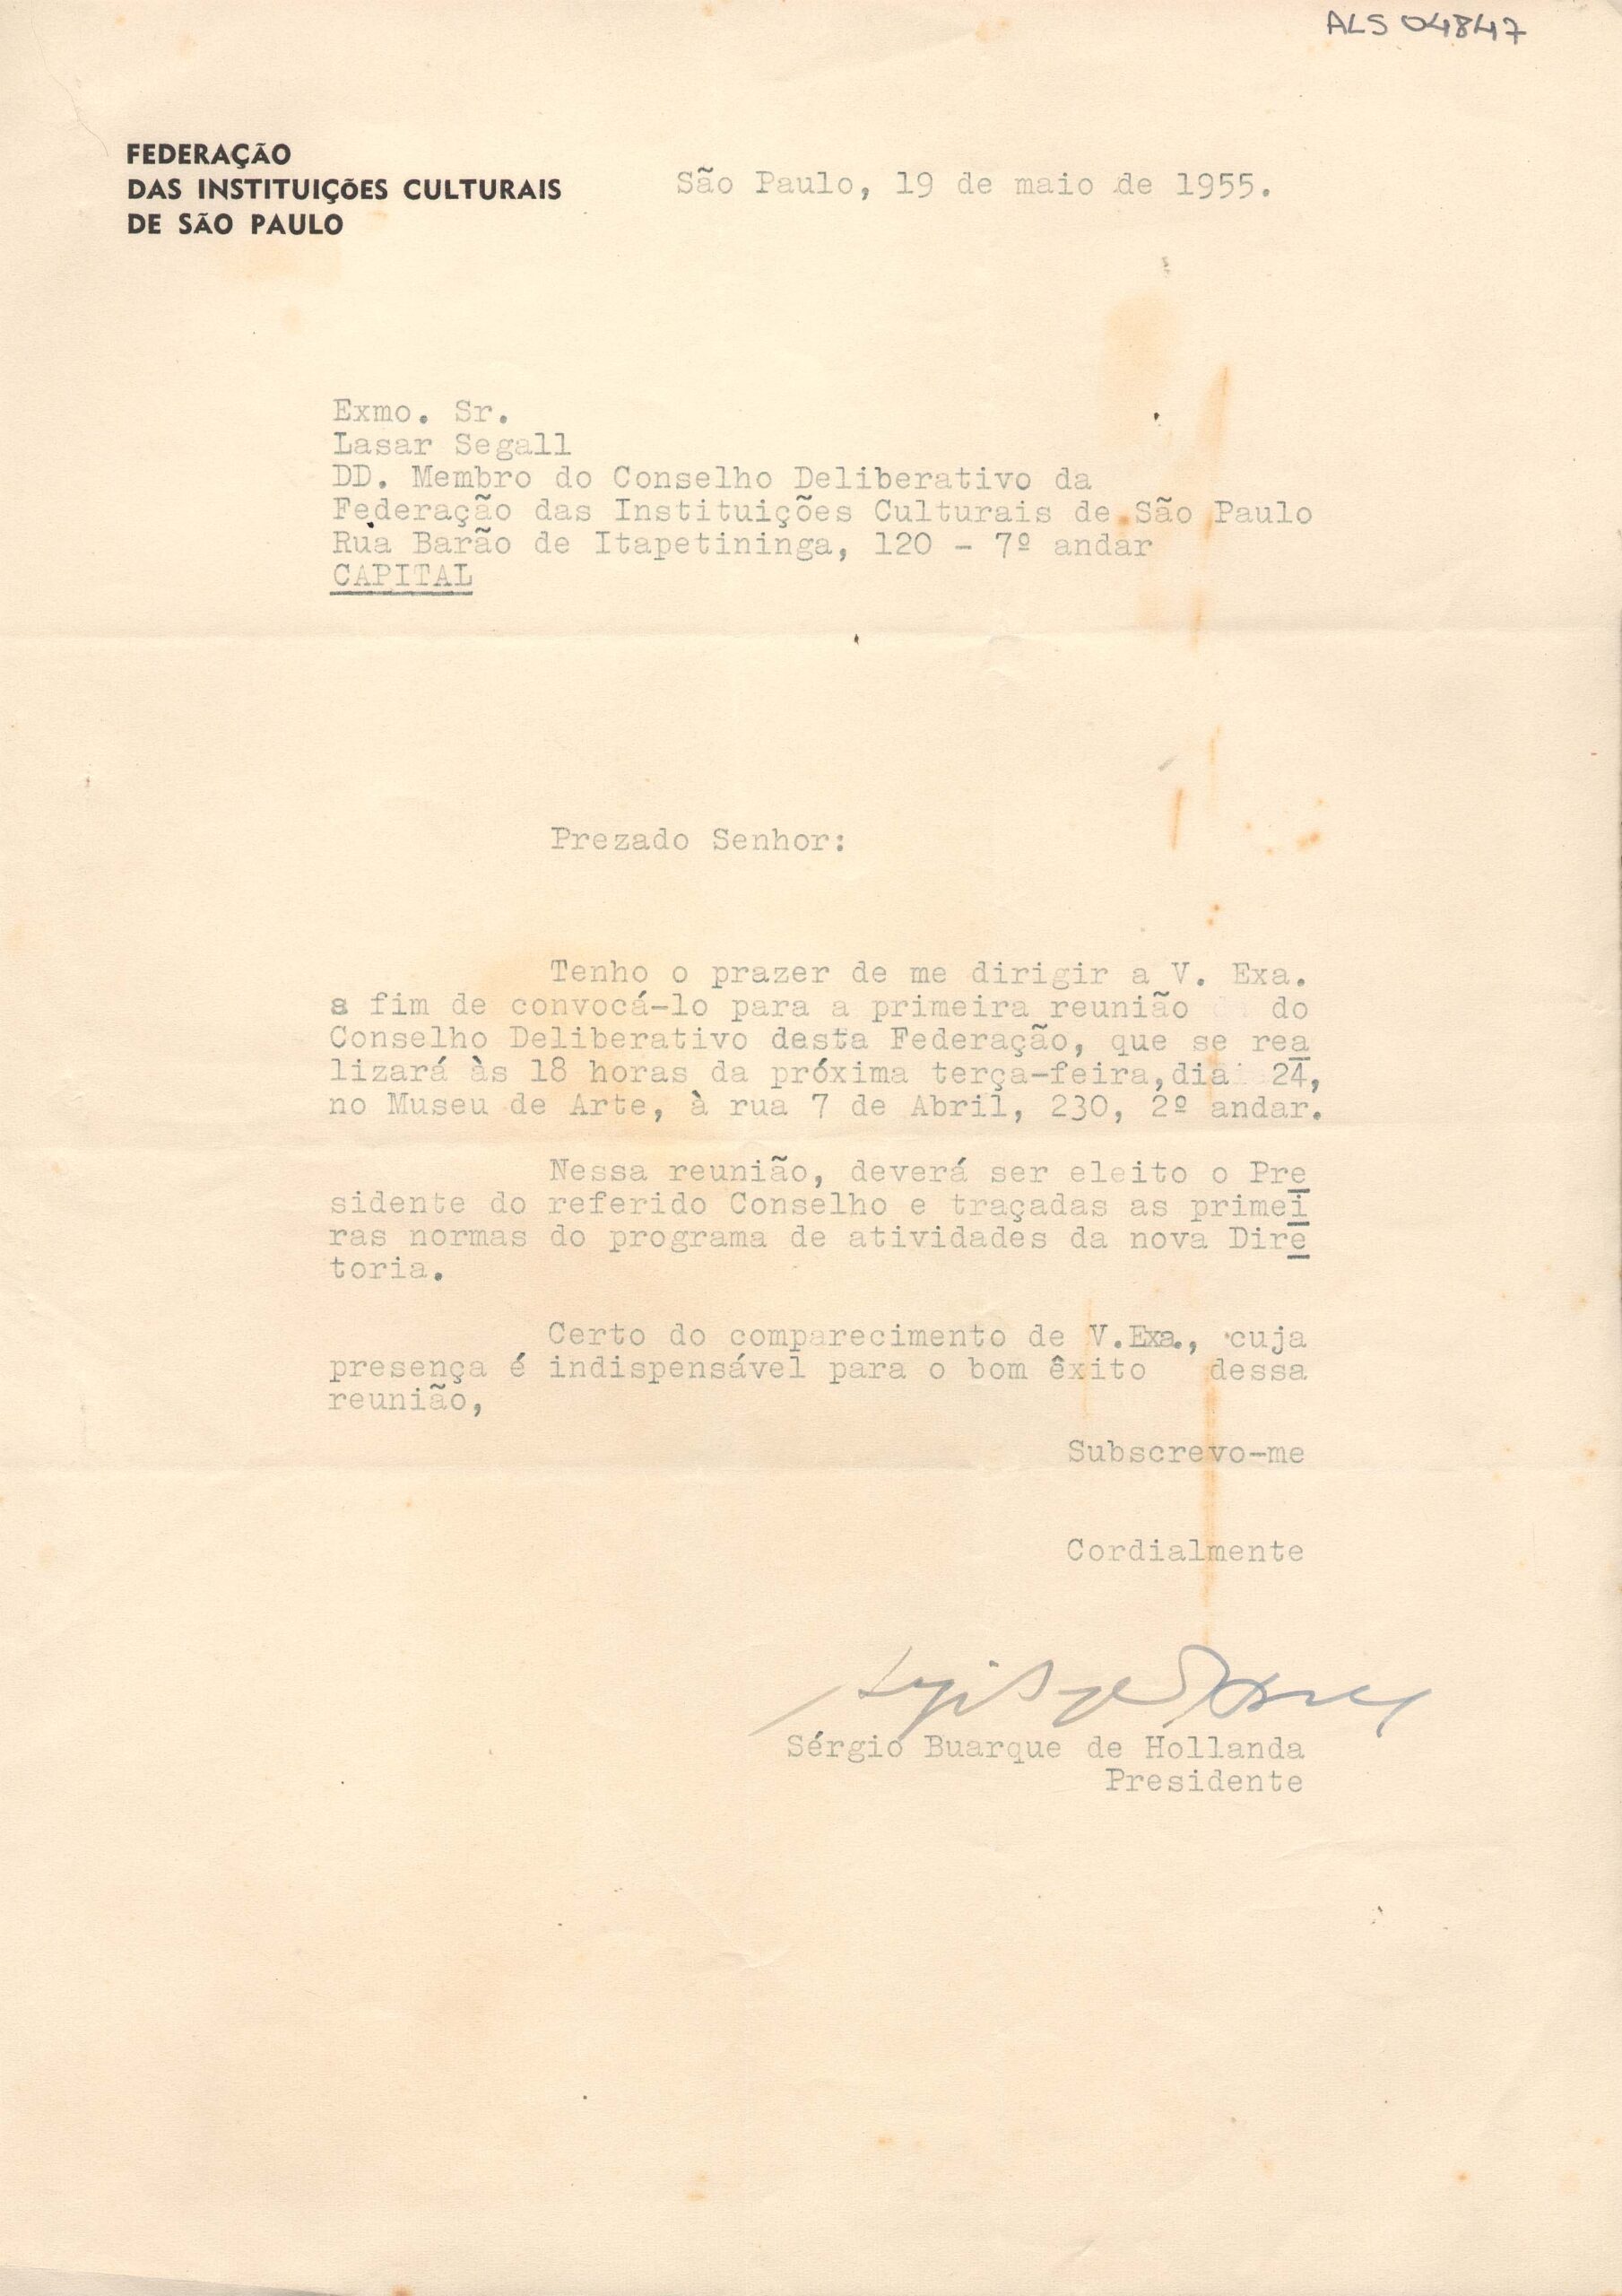 ALS 04847
FEDERAÇÃO
DAS INSTITUIÇÕES CULTURAIS
DE SÃO PAULO
São Paulo, 19 de maio de 1955.
Exmo. Sr.
Lasar Segall
DD. Membro do Conselho Deliberativo da
Federação das Instituições Culturais de São Paulo
Rua Barão de Itapetininga, 120 - 7º andar
CAPITAL
Prezado Senhor:
Tenho o prazer de me dirigir a V. Exa.
a fim de convocá-lo para a primeira reunião do
Conselho Deliberativo desta Federação, que se rea
lizará às 18 horas da próxima terça-feira, dia 24,
no Museu de Arte, à rua 7 de Abril, 230, 2º andar.
Nessa reunião, deverá ser eleito o Pre
sidente do referido Conselho e traçadas as primei
ras normas do programa de atividades da nova Dire
toria.
Certo do comparecimento de V.Exa., cuja
presença é indispensável para o bom êxito dessa
reunião,
Subscrevo-me
Cordialmente
Sérgio Buarque de Hollanda
Presidente